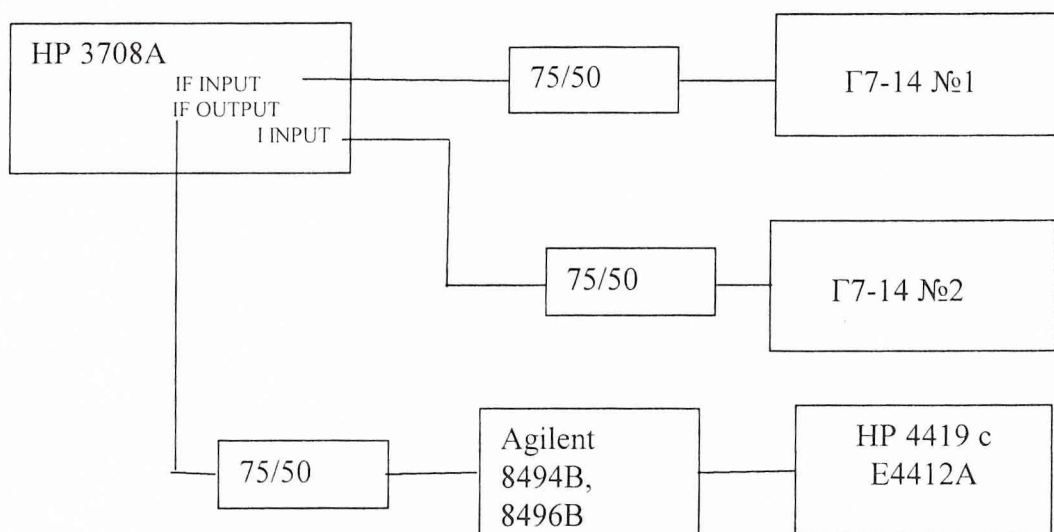 HP 3708A
IF INPUT
IF OUTPUT
I INPUT
75/50
Г7-14 №1
75/50
Г7-14 №2
75/50
Agilent
8494B,
8496B
HP 4419 с
E4412A